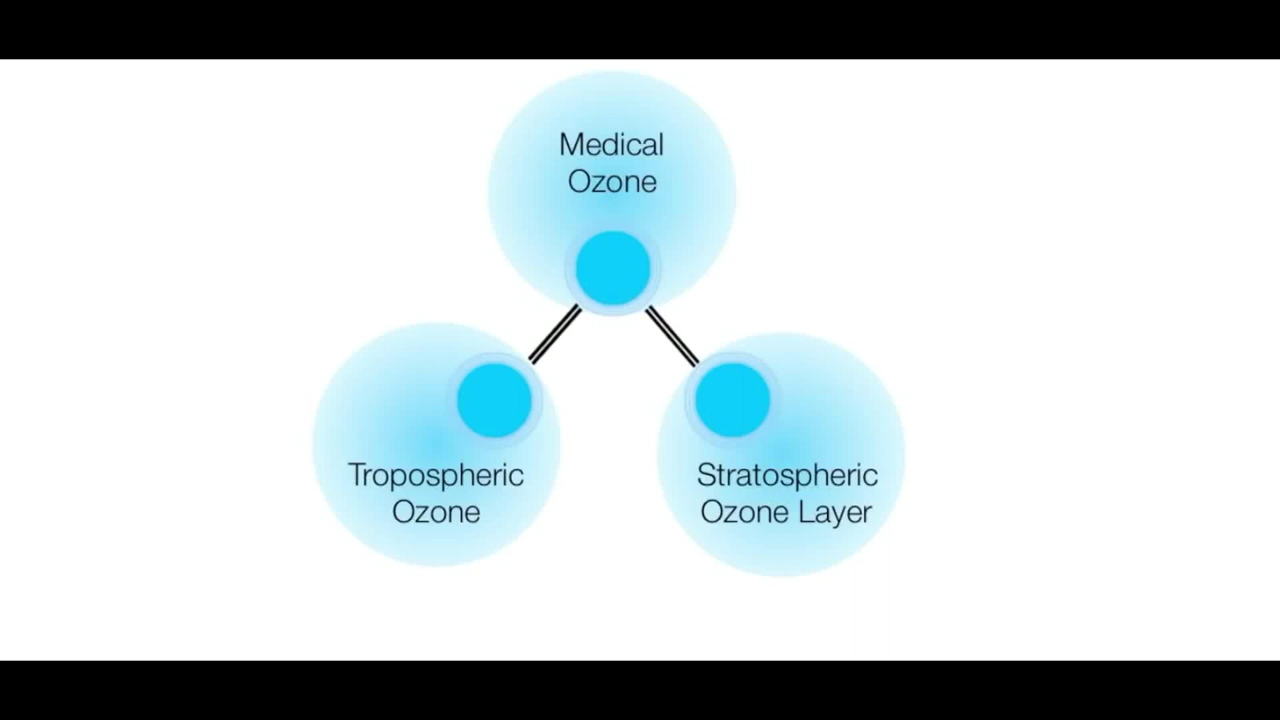 Medical
Ozone
Tropospheric
Ozone
Stratospheric
Ozone Layer